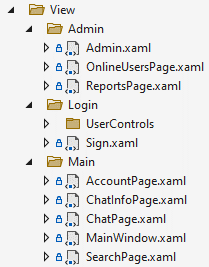 View
Admin
Admin.xaml
OnlineUsersPage.xaml
ReportsPage.xaml
Login
UserControls
Sign.xaml
Main
AccountPage.xaml
ChatInfoPage.xaml
ChatPage.xaml
MainWindow.xaml
SearchPage.xaml